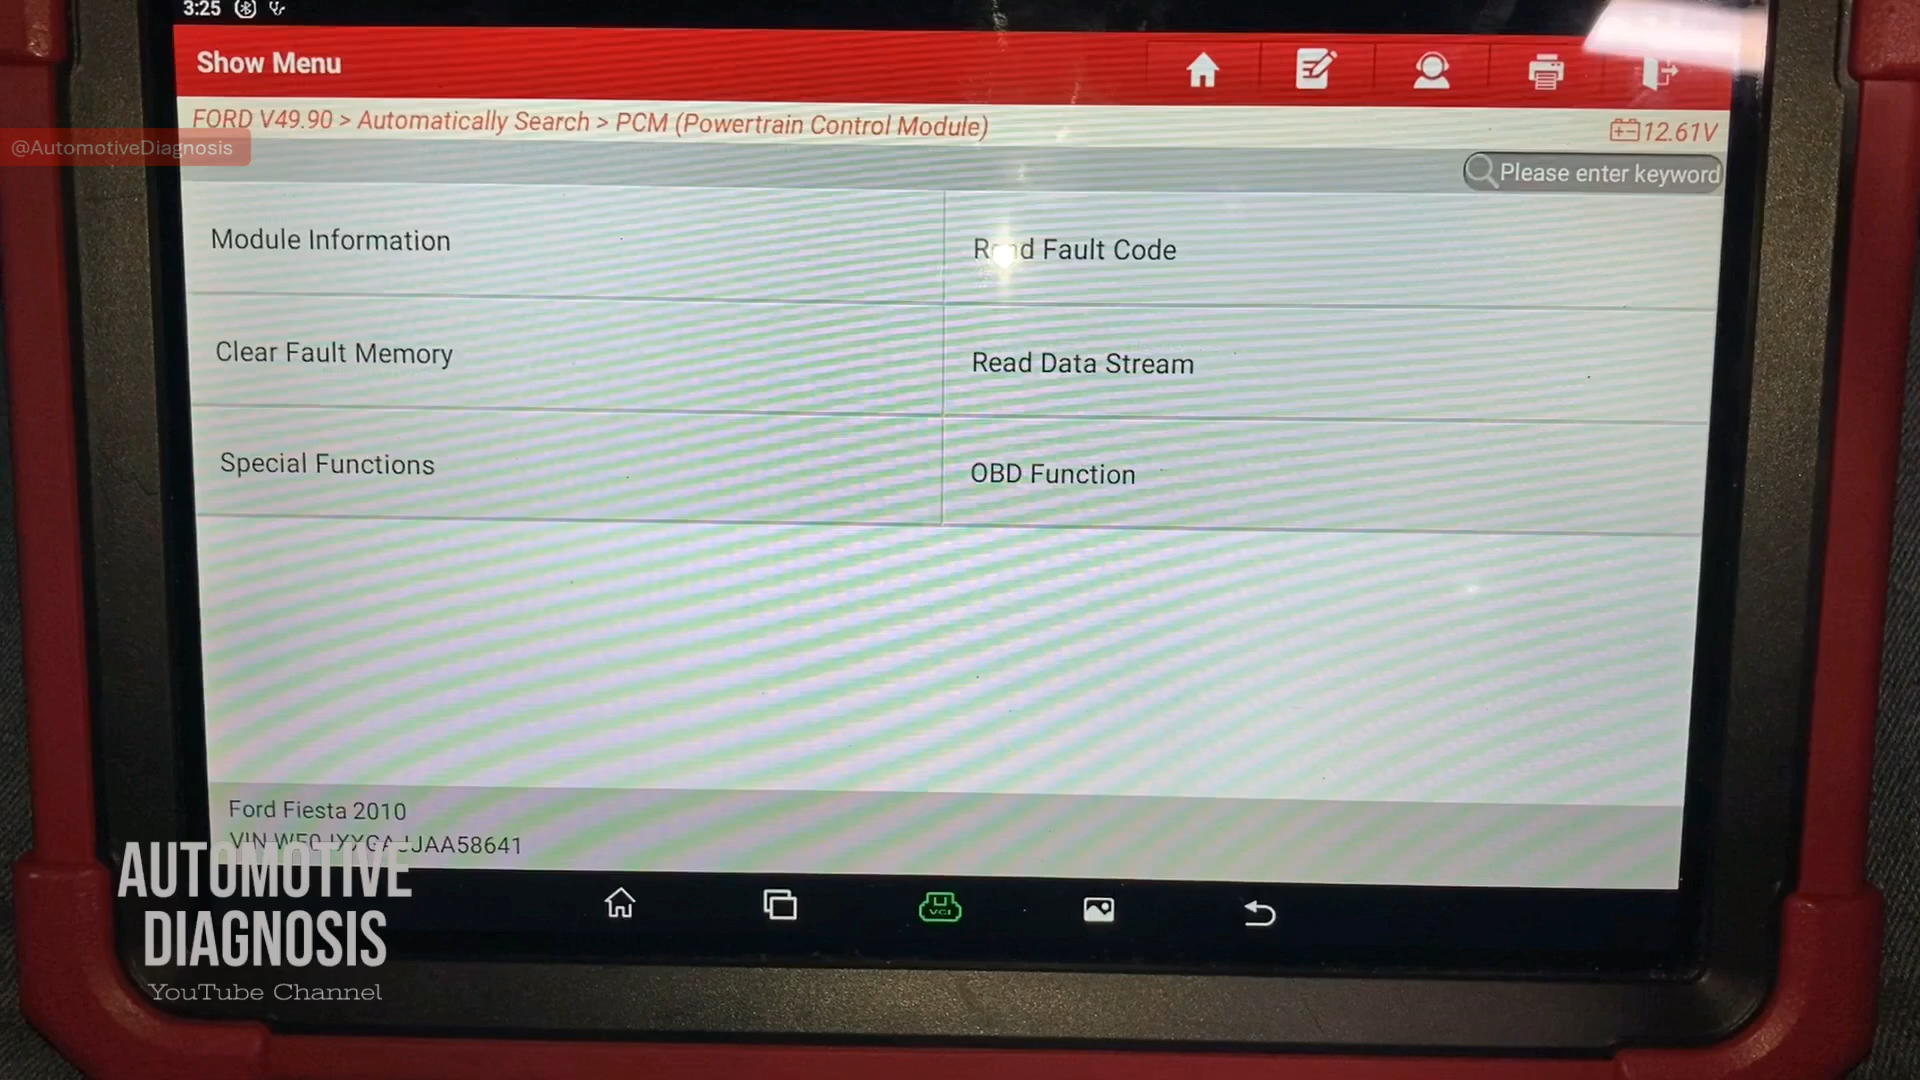 3:25
Show Menu
FORD V49.90 > Automatically Search > PCM (Powertrain Control Module)
12.61V
@AutomotiveDiagnosis
Please enter keyword
Module Information
Read Fault Code
Clear Fault Memory
Read Data Stream
Special Functions
OBD Function
Ford Fiesta 2010
VIN
AUTOMOTIVE
DIAGNOSIS
YouTube Channel
VCI